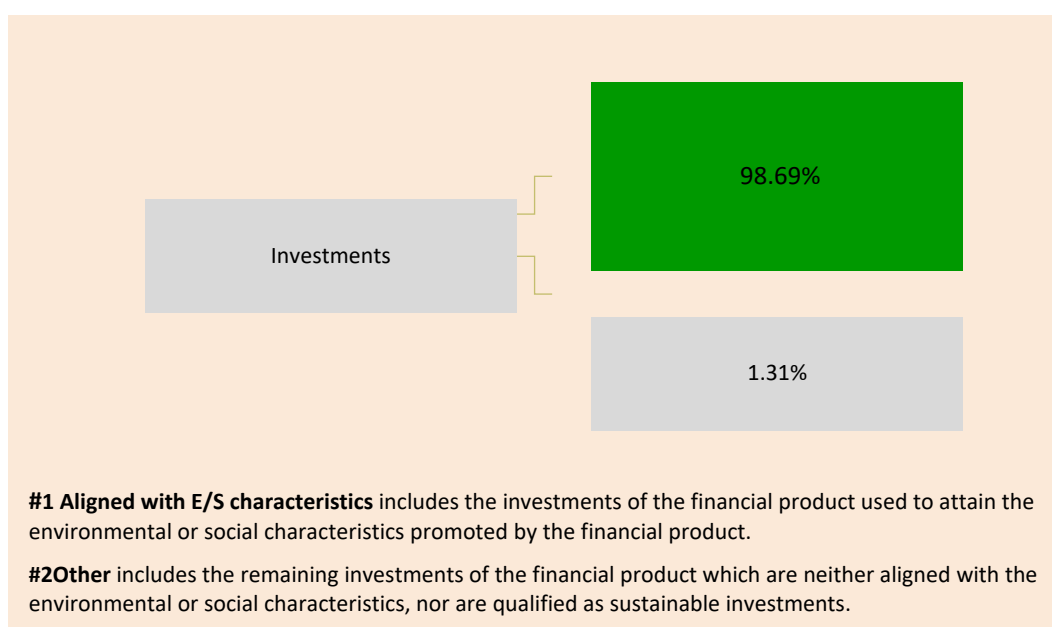 98.69%
Investments
1.31%
#1 Aligned with E/S characteristics includes the investments of the financial product used to attain the
environmental or social characteristics promoted by the financial product.
#2Other includes the remaining investments of the financial product which are neither aligned with the
environmental or social characteristics, nor are qualified as sustainable investments.